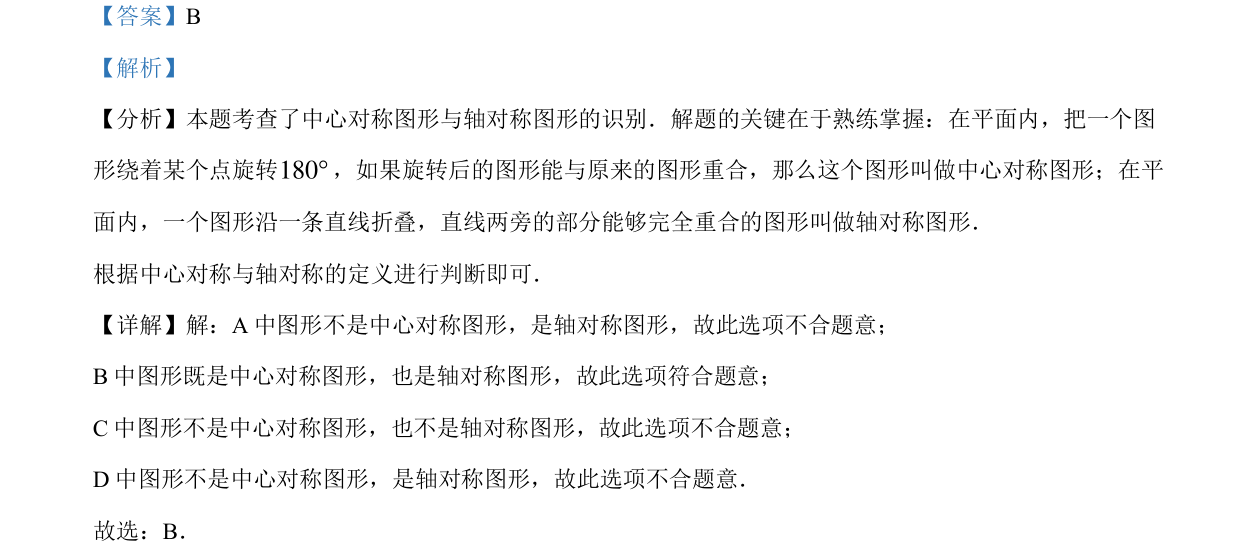 【答案】B
【解析】
【分析】本题考查了中心对称图形与轴对称图形的识别．解题的关键在于熟练掌握：在平面内，把一个图
形绕着某个点旋转180°，如果旋转后的图形能与原来的图形重合，那么这个图形叫做中心对称图形；在平
面内，一个图形沿一条直线折叠，直线两旁的部分能够完全重合的图形叫做轴对称图形．
根据中心对称与轴对称的定义进行判断即可．
【详解】解：A 中图形不是中心对称图形，是轴对称图形，故此选项不合题意；
B 中图形既是中心对称图形，也是轴对称图形，故此选项符合题意；
C 中图形不是中心对称图形，也不是轴对称图形，故此选项不合题意；
D 中图形不是中心对称图形，是轴对称图形，故此选项不合题意．
故选：B．